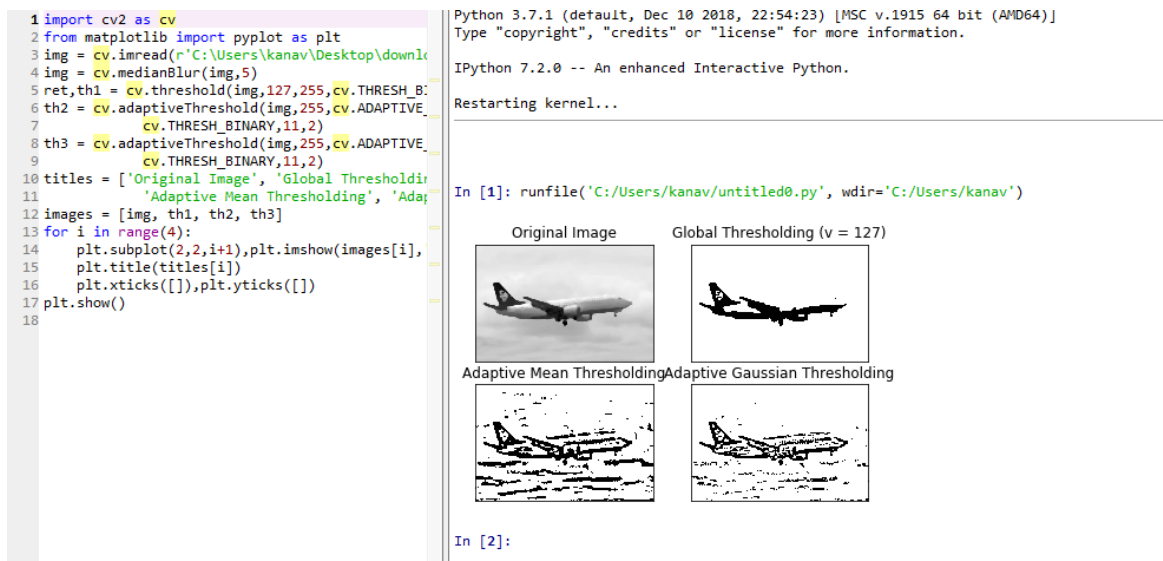 1 import cv2 as cv
2 from matplotlib import pyplot as plt
3 img = cv.imread(r'C:\Users\kanav\Desktop\downlo
4 img = cv.medianBlur(img,5)
5 ret,th1 = cv.threshold(img,127,255,cv.THRESH_BI
6 th2 = cv.adaptiveThreshold(img,255,cv.ADAPTIVE_
7 cv.THRESH_BINARY,11,2)
8 th3 = cv.adaptiveThreshold(img,255,cv.ADAPTIVE_
9 cv.THRESH_BINARY,11,2)
10 titles = ['Original Image', 'Global Thresholdin
11 'Adaptive Mean Thresholding', 'Adap
12 images = [img, th1, th2, th3]
13 for i in range(4):
14 plt.subplot(2,2,i+1),plt.imshow(images[i],
15 plt.title(titles[i])
16 plt.xticks([]),plt.yticks([])
17 plt.show()
18
Python 3.7.1 (default, Dec 10 2018, 22:54:23) [MSC v.1915 64 bit (AMD64)]
Type "copyright", "credits" or "license" for more information.
IPython 7.2.0 -- An enhanced Interactive Python.
Restarting kernel...
In [1]: runfile('C:/Users/kanav/untitled0.py', wdir='C:/Users/kanav')
Original Image
Global Thresholding (v = 127)
Adaptive Mean Thresholding
Adaptive Gaussian Thresholding
In [2]: